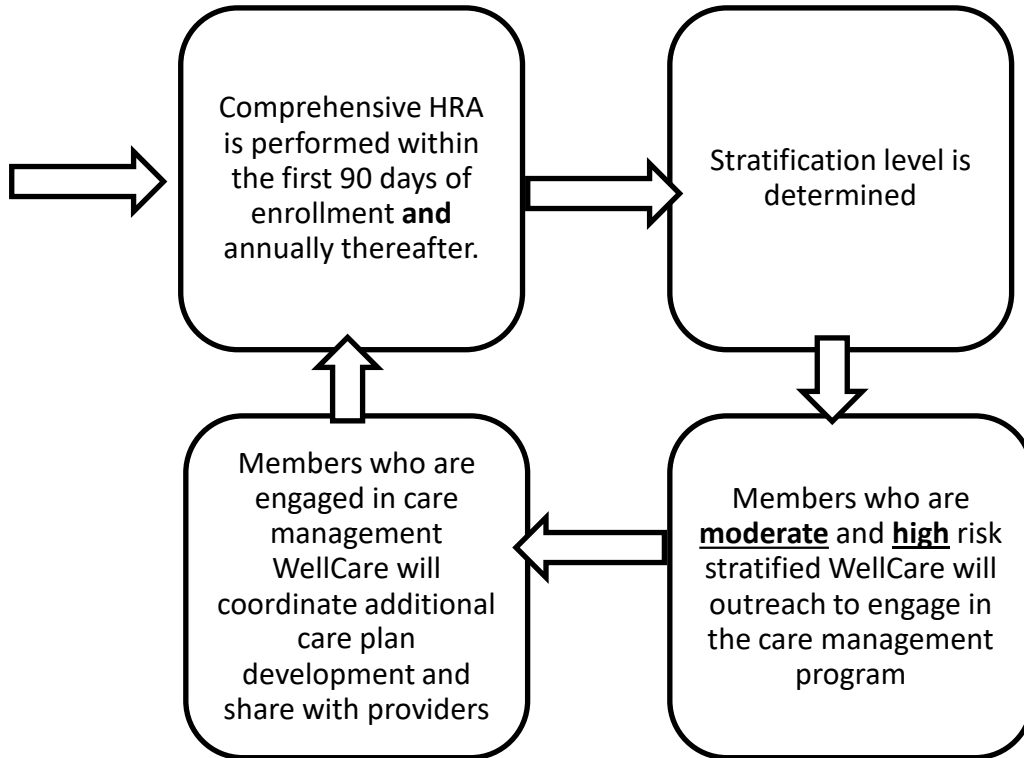 Comprehensive HRA
is performed within
the first 90 days of
enrollment and
annually thereafter.
Stratification level is
determined
Members who are
moderate and high risk
stratified WellCare will
outreach to engage in
the care management
program
Members who are
engaged in care
management
WellCare will
coordinate additional
care plan
development and
share with providers